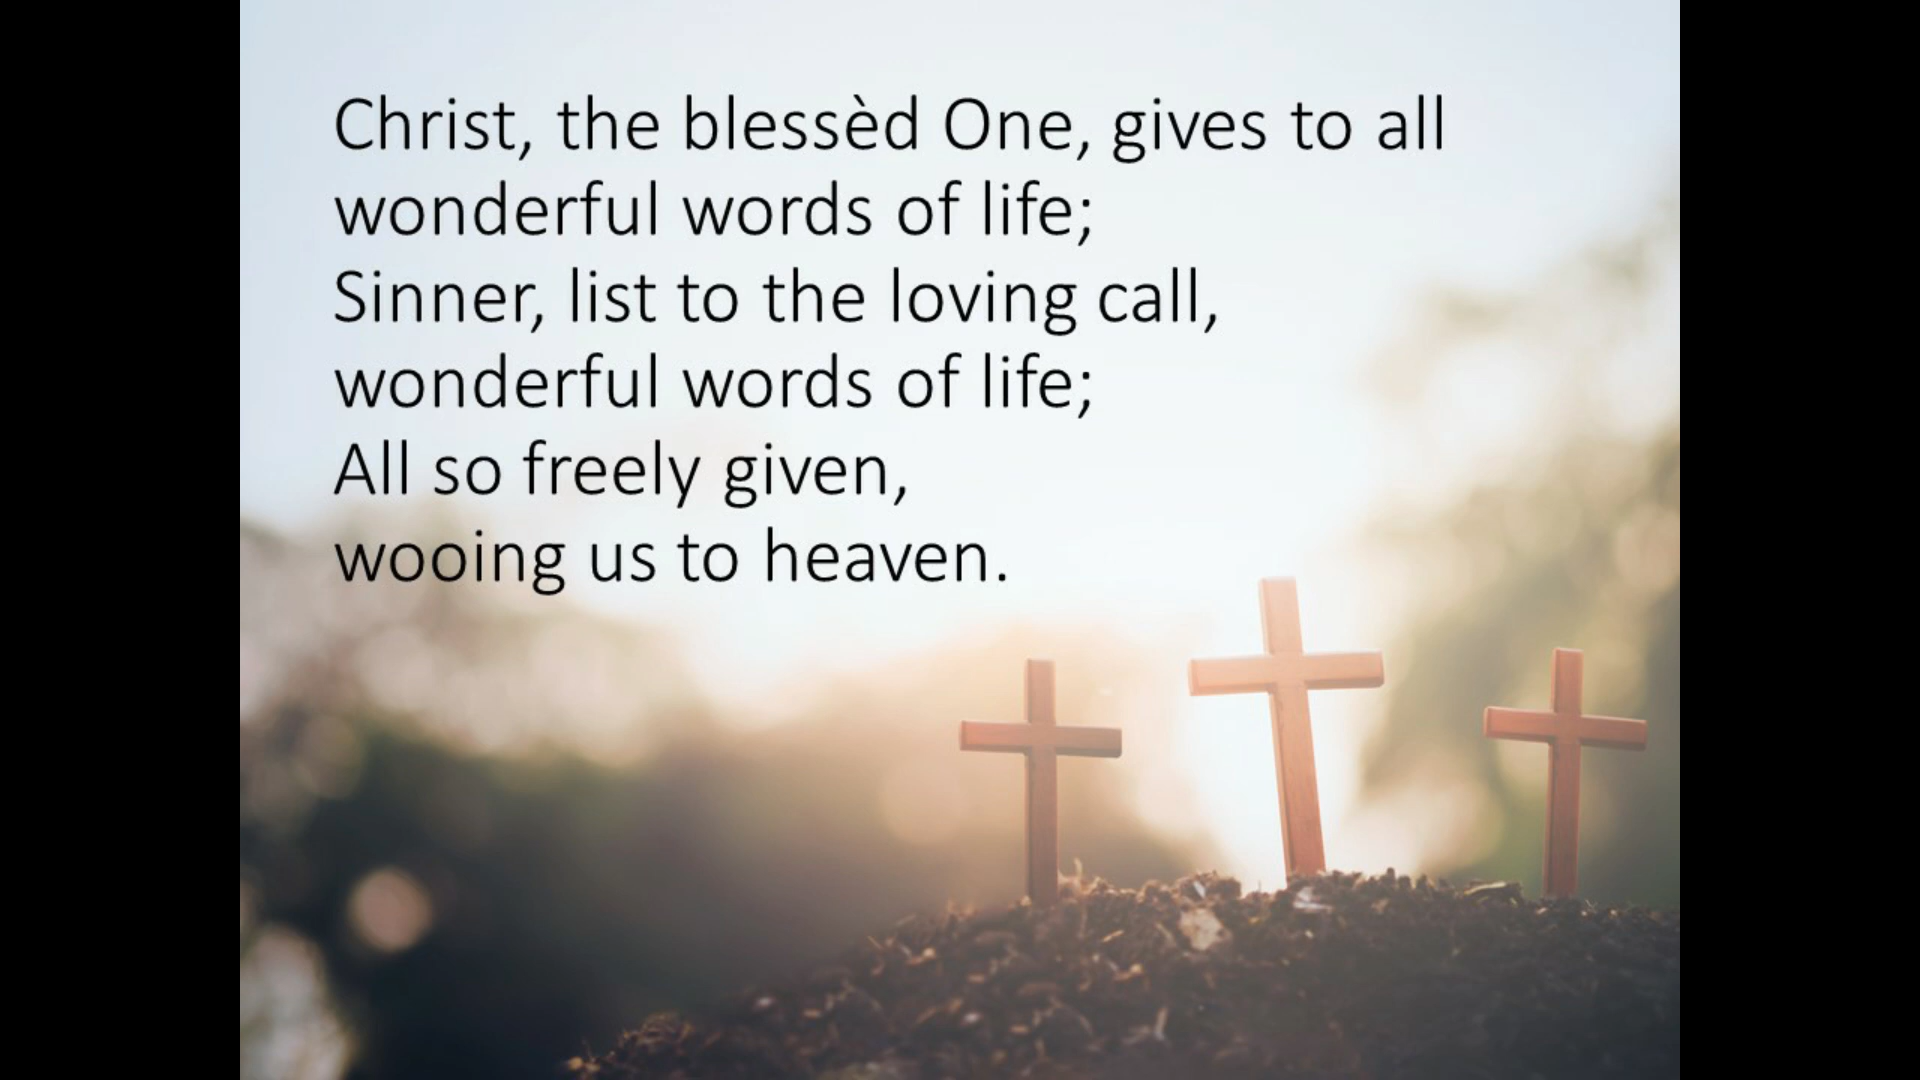 Christ, the blessèd One, gives to all
wonderful words of life;
Sinner, list to the loving call,
wonderful words of life;
All so freely given,
wooing us to heaven.